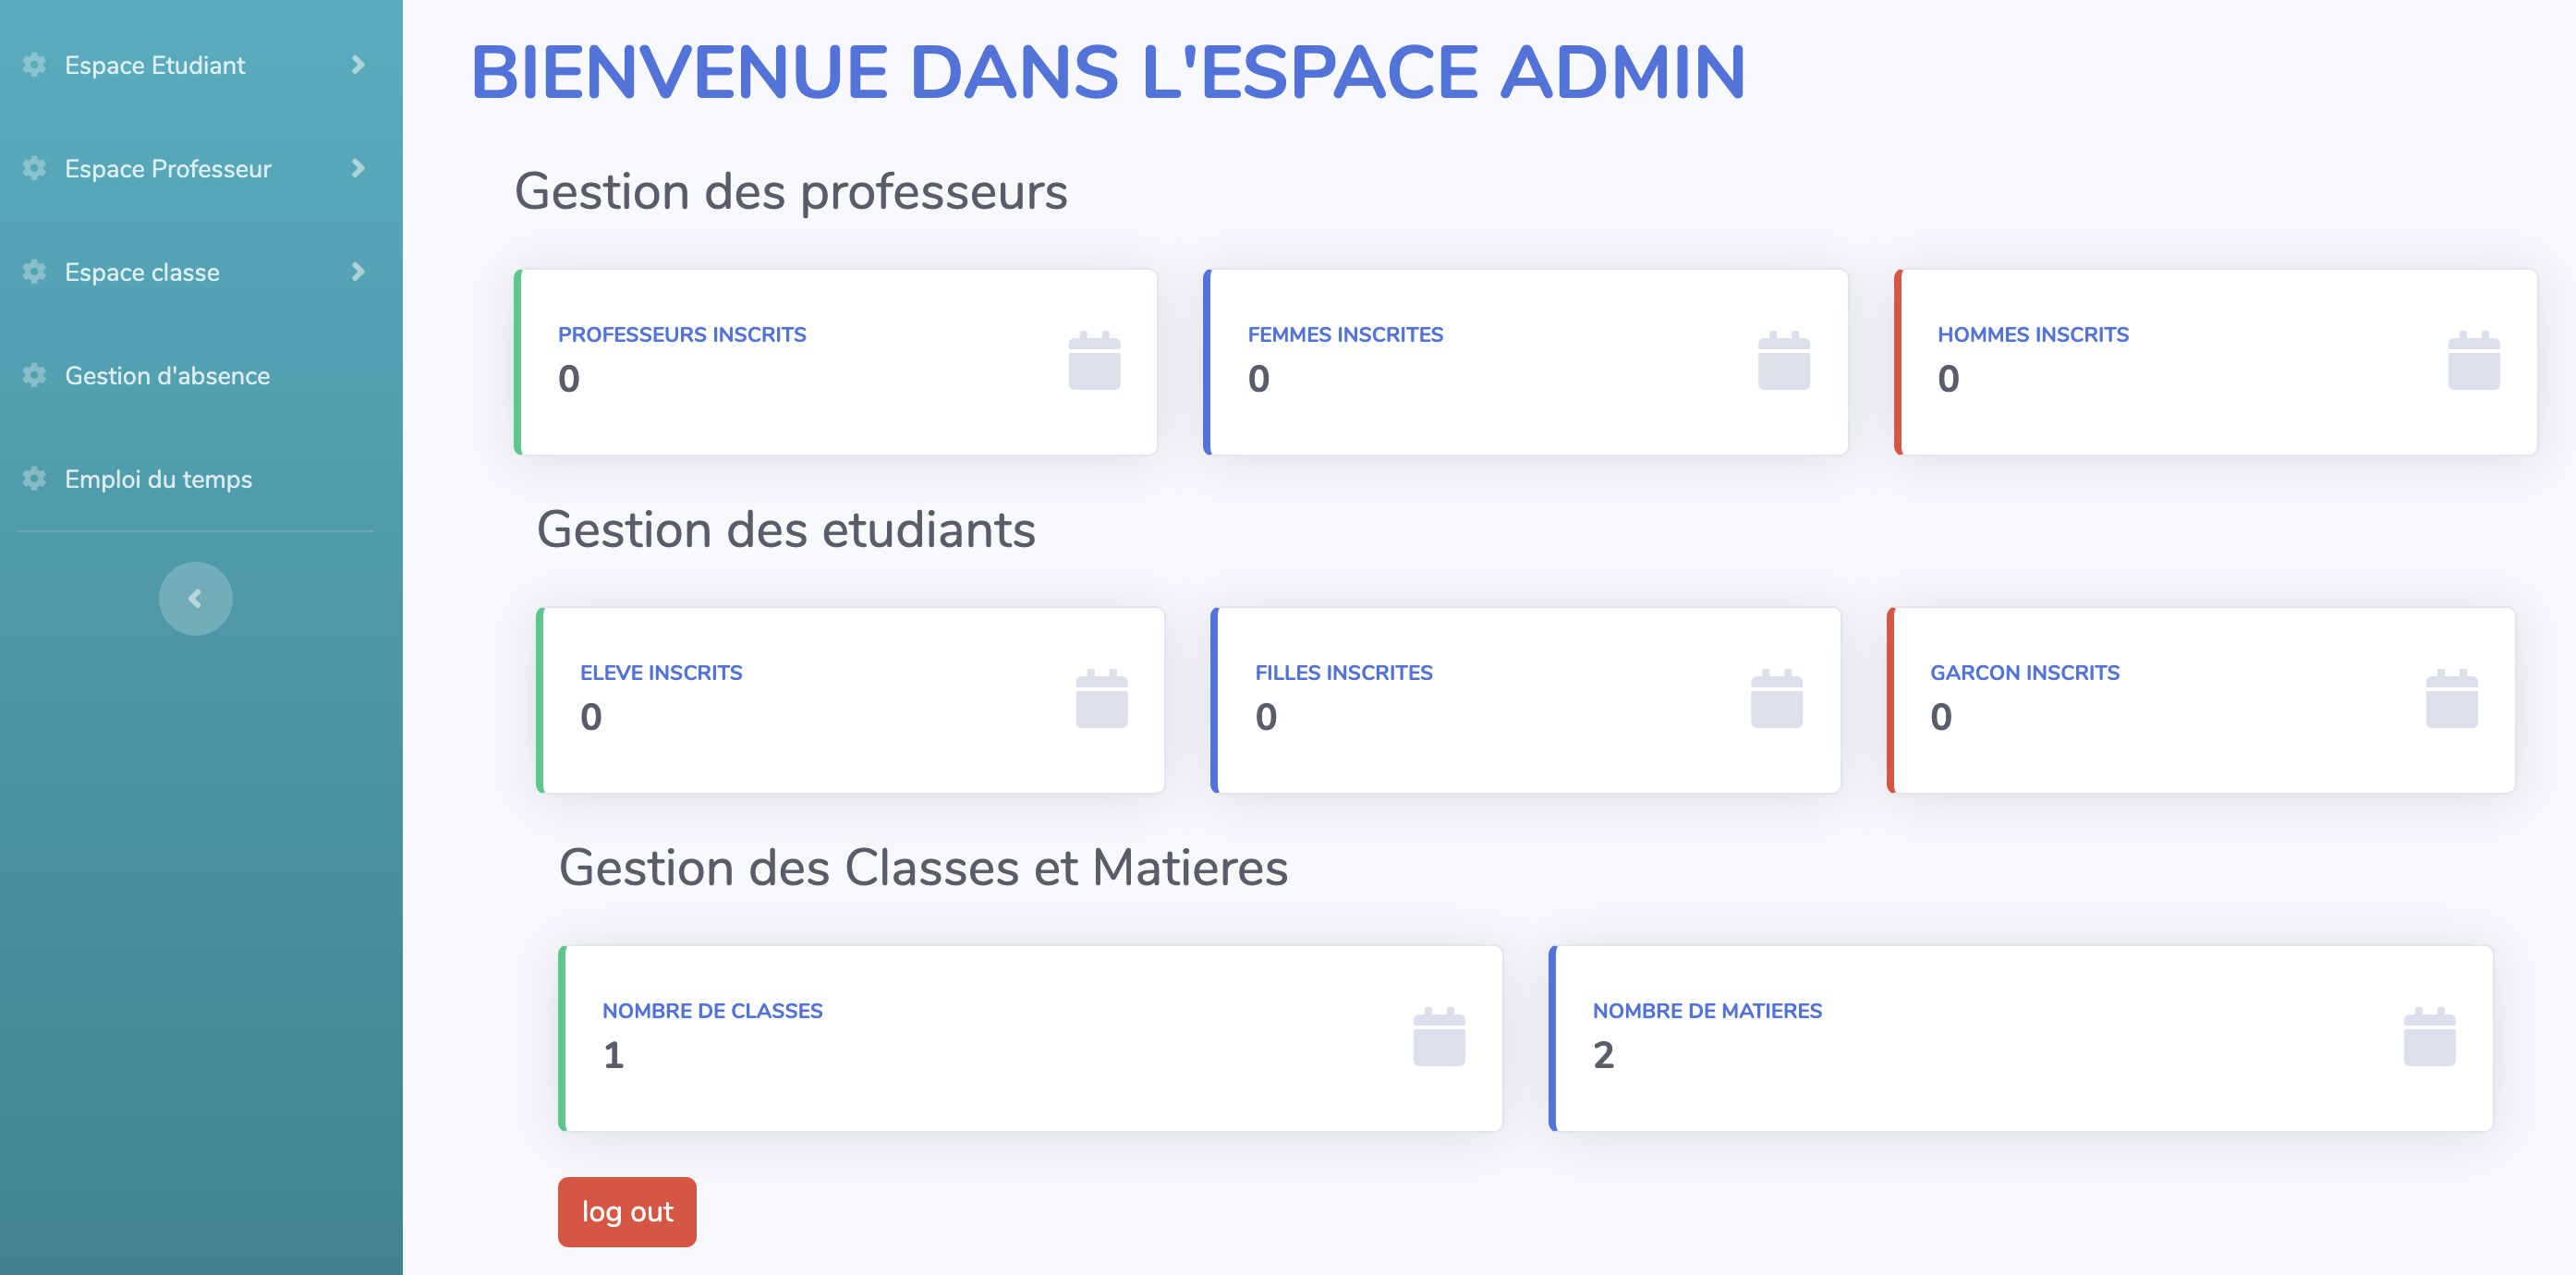 Espace Etudiant
Espace Professeur
Espace classe
Gestion d'absence
Emploi du temps
BIENVENUE DANS L'ESPACE ADMIN
Gestion des professeurs
PROFESSEURS INSCRITS
0
FEMMES INSCRITES
0
HOMMES INSCRITS
0
Gestion des etudiants
ELEVE INSCRITS
0
FILLES INSCRITES
0
GARCON INSCRITS
0
Gestion des Classes et Matieres
NOMBRE DE CLASSES
1
NOMBRE DE MATIERES
2
log out